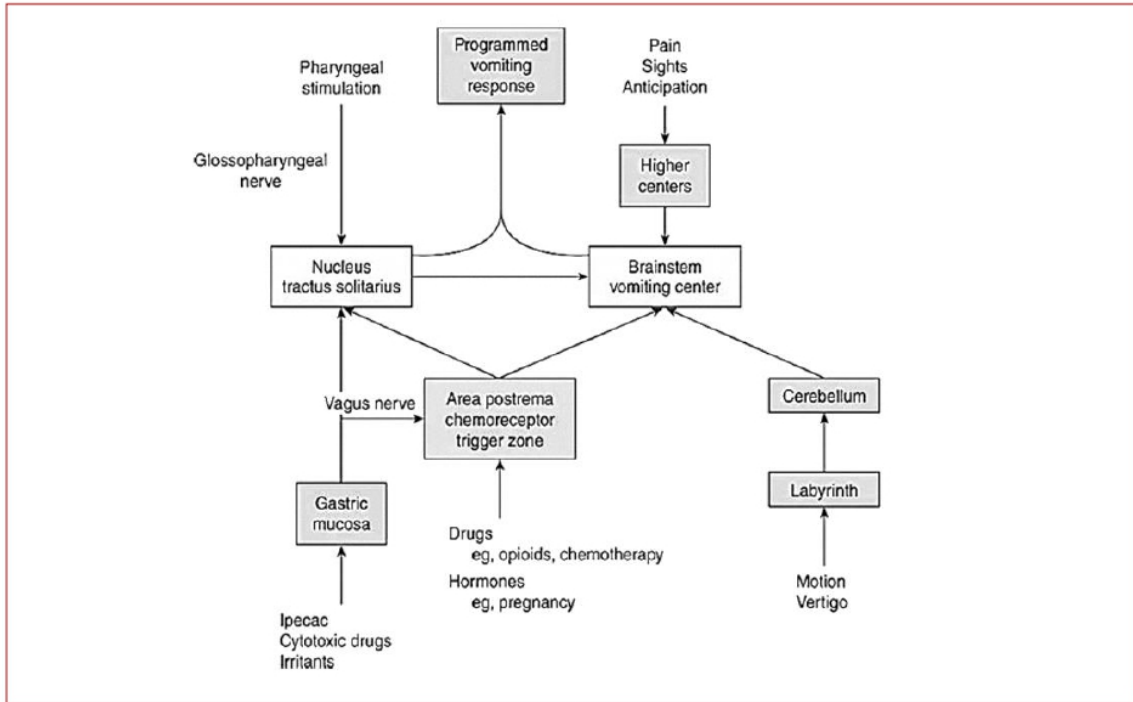 Programmed
vomiting
response
Pharyngeal
stimulation
Pain
Sights
Anticipation
Glossopharyngeal
nerve
Higher
centers
Nucleus
tractus solitarius
Brainstem
vomiting center
Vagus nerve
Area postrema
chemoreceptor
trigger zone
Cerebellum
Gastric
mucosa
Labyrinth
Drugs
eg, opioids, chemotherapy
Hormones
eg, pregnancy
Motion
Vertigo
Ipecac
Cytotoxic drugs
Irritants